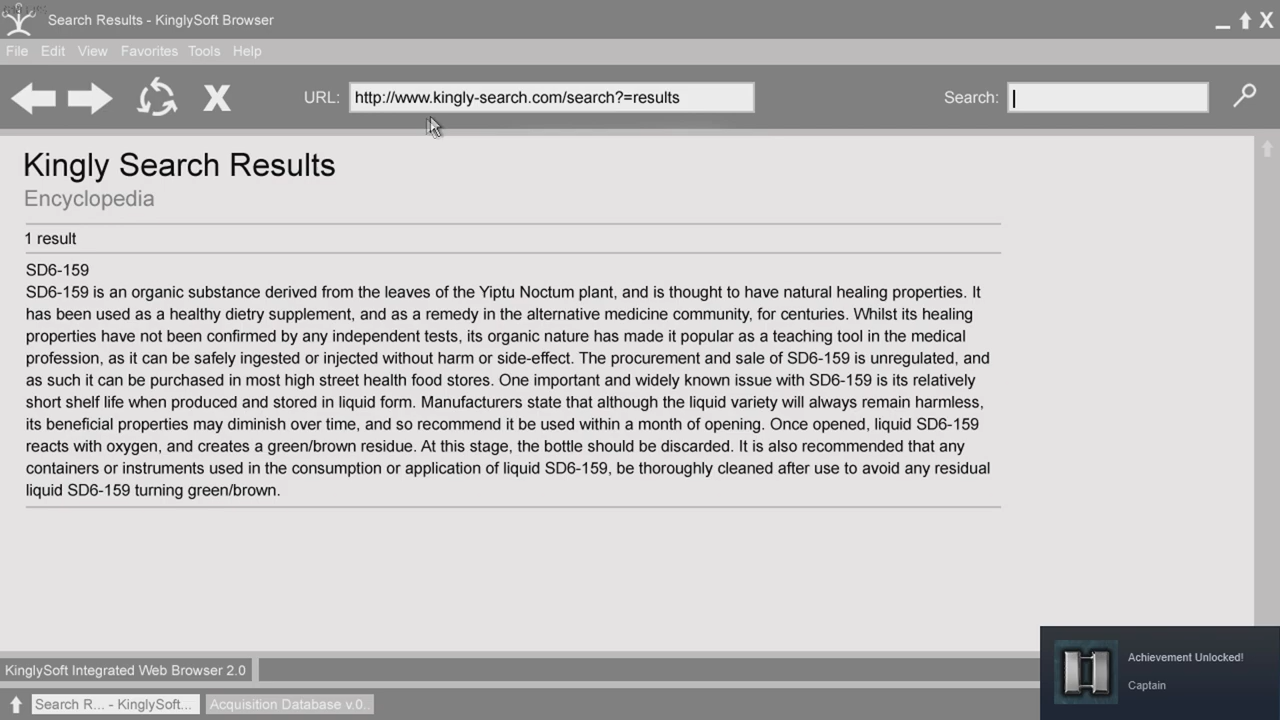 Search Results - KinglySoft Browser
File Edit View Favorites Tools Help
URL: http://www.kingly-search.com/search?=results Search:
Kingly Search Results
Encyclopedia
1 result
SD6-159
SD6-159 is an organic substance derived from the leaves of the Yiptu Noctum plant, and is thought to have natural healing properties. It
has been used as a healthy dietry supplement, and as a remedy in the alternative medicine community, for centuries. Whilst its healing
properties have not been confirmed by any independent tests, its organic nature has made it popular as a teaching tool in the medical
profession, as it can be safely ingested or injected without harm or side-effect. The procurement and sale of SD6-159 is unregulated, and
as such it can be purchased in most high street health food stores. One important and widely known issue with SD6-159 is its relatively
short shelf life when produced and stored in liquid form. Manufacturers state that although the liquid variety will always remain harmless,
its beneficial properties may diminish over time, and so recommend it be used within a month of opening. Once opened, liquid SD6-159
reacts with oxygen, and creates a green/brown residue. At this stage, the bottle should be discarded. It is also recommended that any
containers or instruments used in the consumption or application of liquid SD6-159, be thoroughly cleaned after use to avoid any residual
liquid SD6-159 turning green/brown.
Achievement Unlocked!
Captain
KinglySoft Integrated Web Browser 2.0
Search R... - KinglySoft... Acquisition Database v.0..